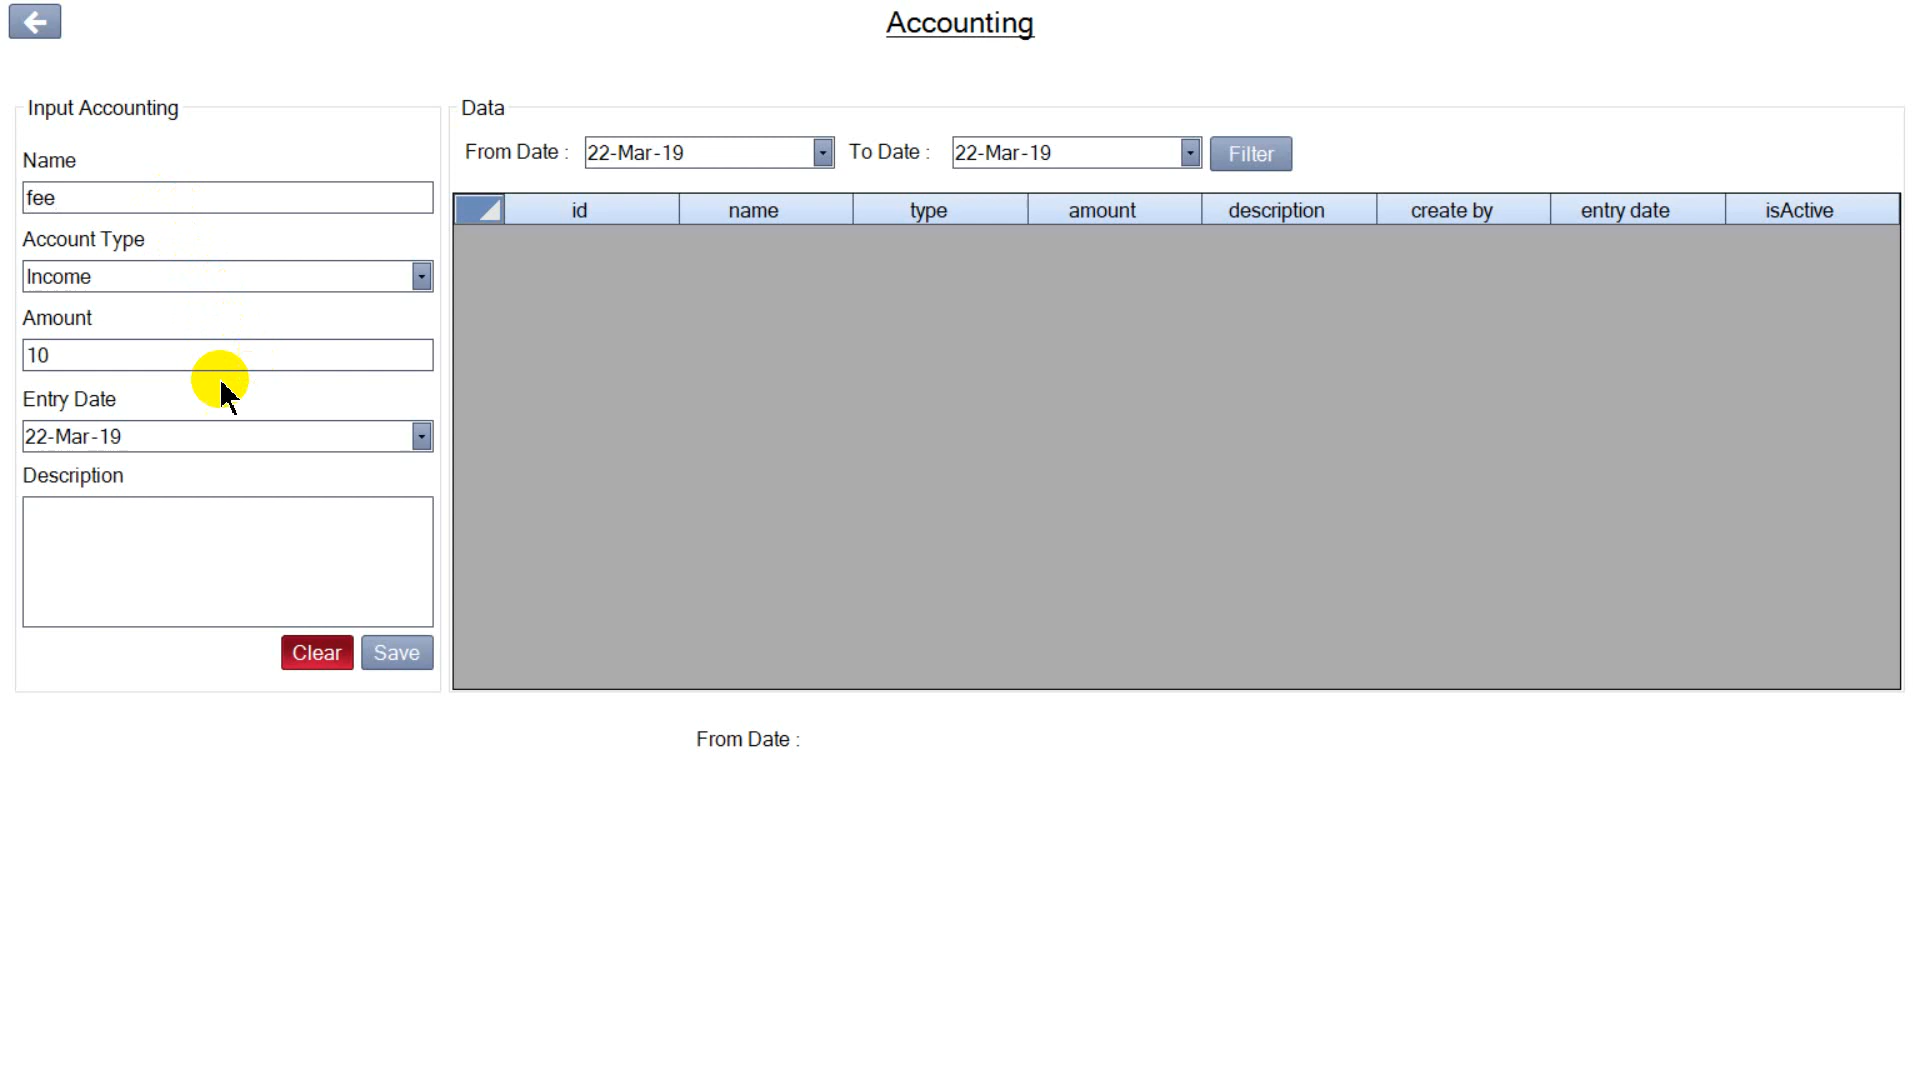 Accounting
Input Accounting
Name
fee
Account Type
Income
Amount
10
Entry Date
22-Mar-19
Description
Clear Save
Data
From Date : 22-Mar-19 To Date : 22-Mar-19 Filter
id name type amount description create by entry date isActive
From Date :